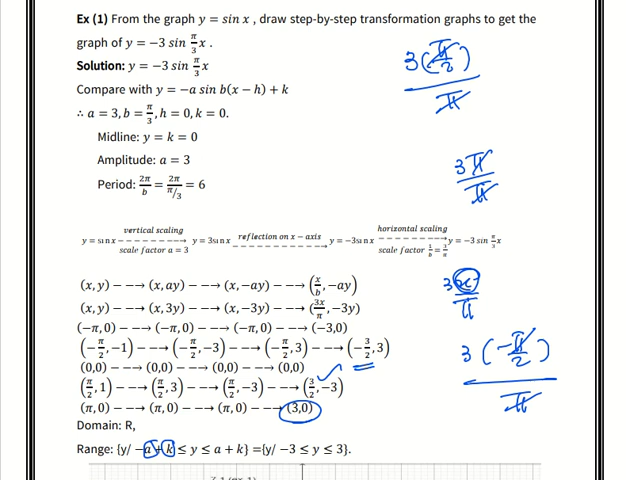 Ex (1) From the graph y = sin x , draw step-by-step transformation graphs to get the
graph of y = −3 sin π/3 x .
Solution: y = −3 sin π/3 x
Compare with y = −a sin b(x − h) + k
∴ a = 3, b = π/3, h = 0, k = 0.
Midline: y = k = 0
Amplitude: a = 3
Period: 2π/b = 2π/(π/3) = 6
y = sin x vertical scaling −−−−−−−→ scale factor a = 3 y = 3sin x reflection on x − axis −−−−−−−−−−→ y = −3sin x horizontal scaling −−−−−−−−−→ scale factor 1/b = 3/π y = −3 sin π/3 x
(x, y) − −→ (x, ay) − −→ (x, −ay) − −→ (x/b, −ay)
(x, y) − −→ (x, 3y) − −→ (x, −3y) − −→ (3x/π, −3y)
(−π, 0) − −→ (−π, 0) − −→ (−π, 0) − −→ (−3,0)
(−π/2, −1) − −→ (−π/2, −3) − −→ (−π/2, 3) − −→ (−3/2, 3)
(0,0) − −→ (0,0) − −→ (0,0) − −→ (0,0)
(π/2, 1) − −→ (π/2, 3) − −→ (π/2, −3) − −→ (3/2, −3)
(π, 0) − −→ (π, 0) − −→ (π, 0) − −→ (3,0)
Domain: R,
Range: {y/ −a + k ≤ y ≤ a + k} ={y/ −3 ≤ y ≤ 3}.
3(π/2)/π
3π/π
3x/π
3(−π/2)/π